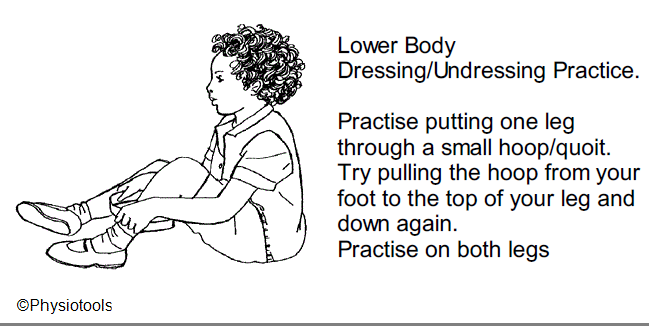 Lower Body
Dressing/Undressing Practice.
Practise putting one leg
through a small hoop/quoit.
Try pulling the hoop from your
foot to the top of your leg and
down again.
Practise on both legs
©Physiotools